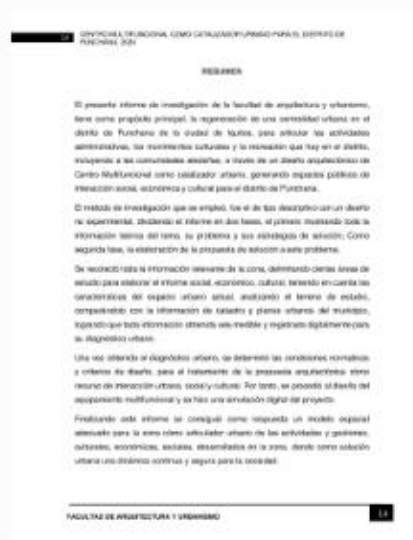 CENTRO MULTIFUNCIONAL COMO CATALIZADOR URBANO PARA EL DISTRITO DE
PUNCHANA, 2021
RESUMEN
El presente informe de investigación de la facultad de arquitectura y urbanismo,
tiene como propósito principal, la regeneración de una centralidad urbana en el
distrito de Punchana de la ciudad de Iquitos, para articular las actividades
administrativas, los movimientos culturales y la recreación que hay en el distrito,
incluyendo a las comunidades aledañas, a través de un diseño arquitectónico de
Centro Multifuncional como catalizador urbano, generando espacios públicos de
interacción social, económica y cultural para el distrito de Punchana.
El método de investigación que se empleó, fue el de tipo descriptivo con un diseño
no experimental, dividiendo el informe en dos fases, el primero mostrando toda la
información teórica del tema, su problema y sus estrategias de solución; Como
segunda fase, la elaboración de la propuesta de solución a este problema.
Se recolectó toda la información relevante de la zona, delimitando ciertas áreas de
estudio para elaborar el informe social, económico, cultural, teniendo en cuenta las
características del espacio urbano actual, analizando el terreno de estudio,
comparándolo con la información de catastro y planos urbanos del municipio,
logrando que toda información obtenida sea medible y registrada digitalmente para
su diagnóstico urbano.
Una vez obtenida el diagnóstico urbano, se determinó las condiciones normativas
y criterios de diseño, para el tratamiento de la propuesta arquitectónica cómo
recurso de interacción urbana, social y cultural. Por tanto, se procedió al diseño del
equipamiento multifuncional y se hizo una simulación digital del proyecto.
Finalizando este informe se consiguió como respuesta un modelo espacial
adecuado para la zona cómo articulador urbano de las actividades y gestiones,
culturales, económicas, sociales, desarrollados en la zona, dando como solución
urbana una dinámica continua y segura para la sociedad.
FACULTAD DE ARQUITECTURA Y URBANISMO
14